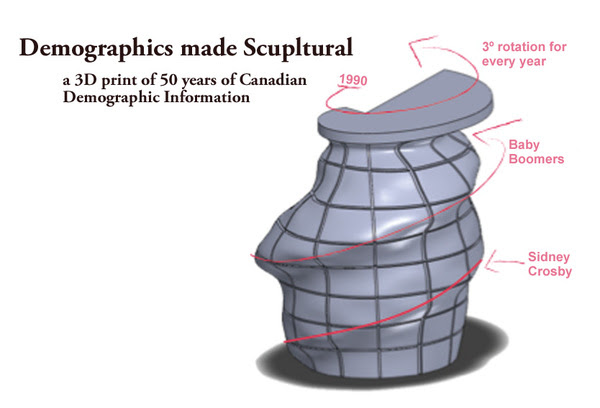 Demographics made Scupltural
a 3D print of 50 years of Canadian
Demographic Information
1990
3º rotation for
every year
Baby
Boomers
Sidney
Crosby